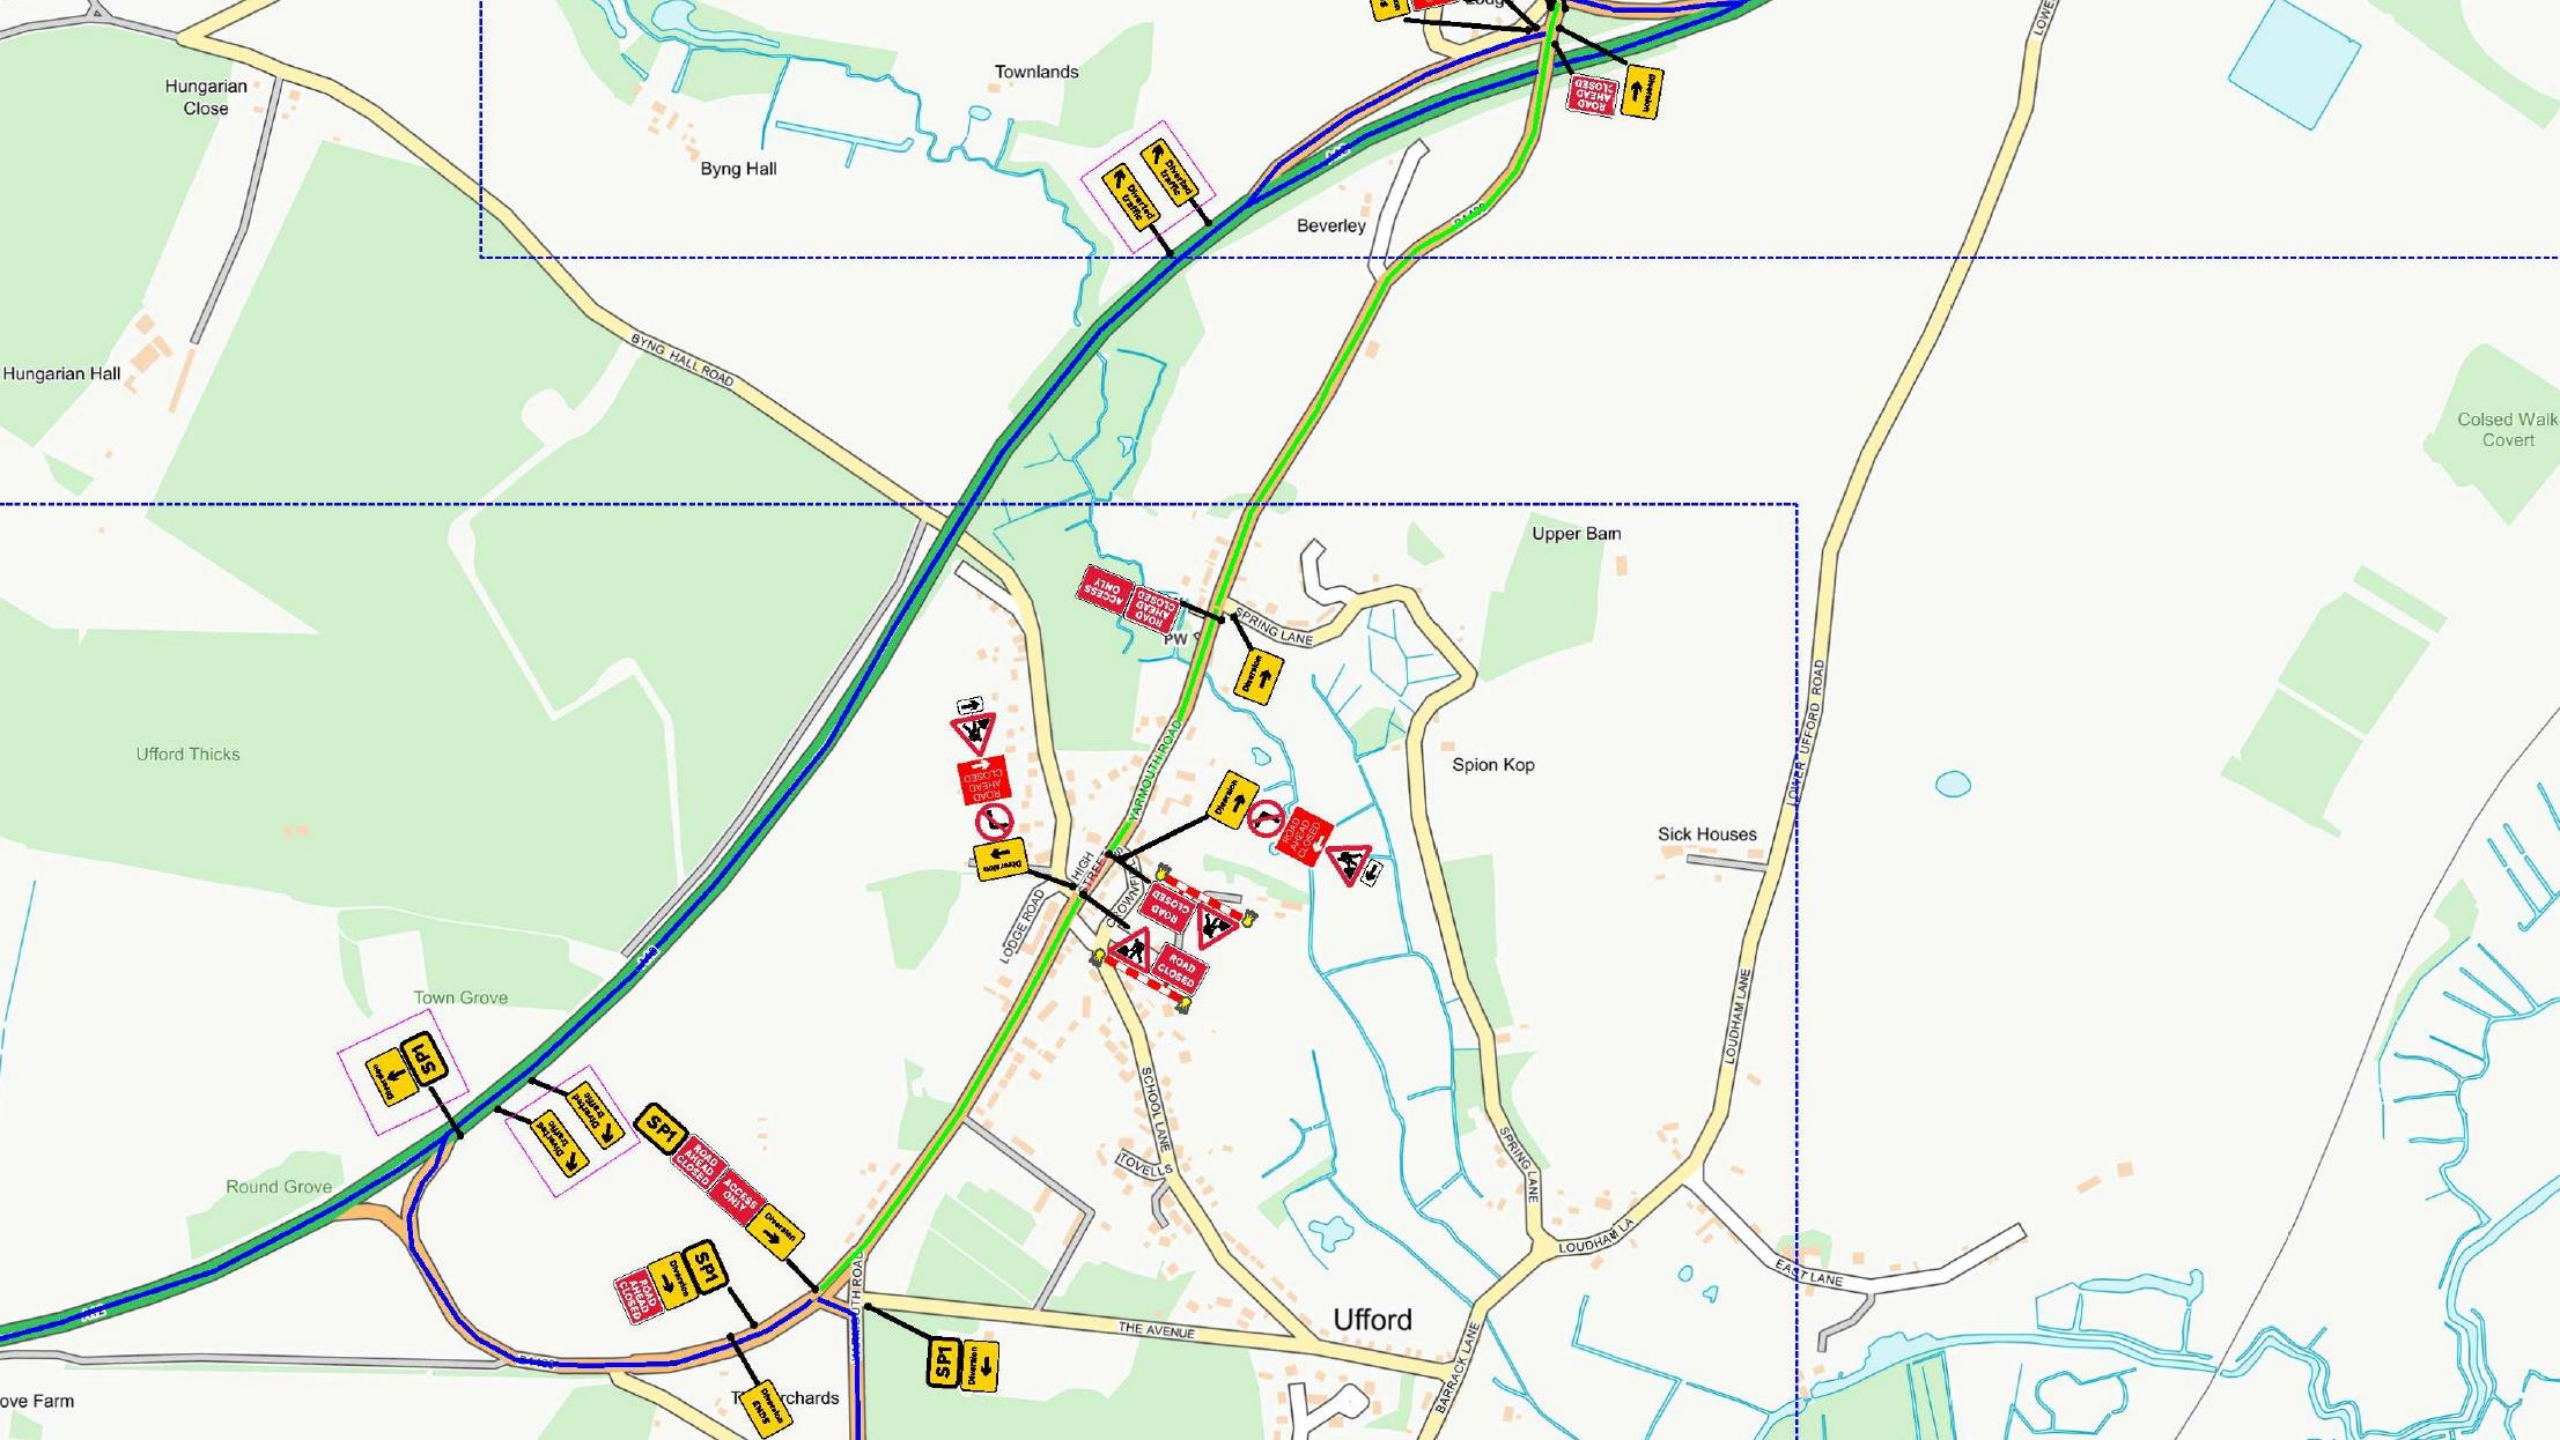 Lodg
LOWE
Hungarian
Close
Townlands
Diversion
ROAD
AHEAD
CLOSED
Byng Hall
Diverted
traffic
Diverted
traffic
Beverley
BYNG HALL ROAD
Hungarian Hall
Colsed Walk
Covert
Upper Barn
ACCESS
ONLY
ROAD
AHEAD
CLOSED
SPRING LANE
PW
Diversion
LOWER UFFORD ROAD
Ufford Thicks
YARMOUTH ROAD
Spion Kop
ROAD
AHEAD
CLOSED
Diversion
ROAD
AHEAD
CLOSED
Sick Houses
Diversion
HIGH
STREET
ROAD
CLOSED
LODGE ROAD
ROAD
CLOSED
Town Grove
LOUDHAM LANE
SP1
Diversion
Diverted
traffic
Diverted
traffic
SCHOOL LANE
SP1
ROAD
AHEAD
CLOSED
ACCESS
ONLY
Diversion
TOVELLS
SPRING LANE
Round Grove
LOUDHAM LA
SP1
Diversion
ROAD
AHEAD
CLOSED
EAST LANE
A12
Ufford
THE AVENUE
SP1
Diversion
BARRACK LANE
ove Farm
rchards
Diversion
ENDS